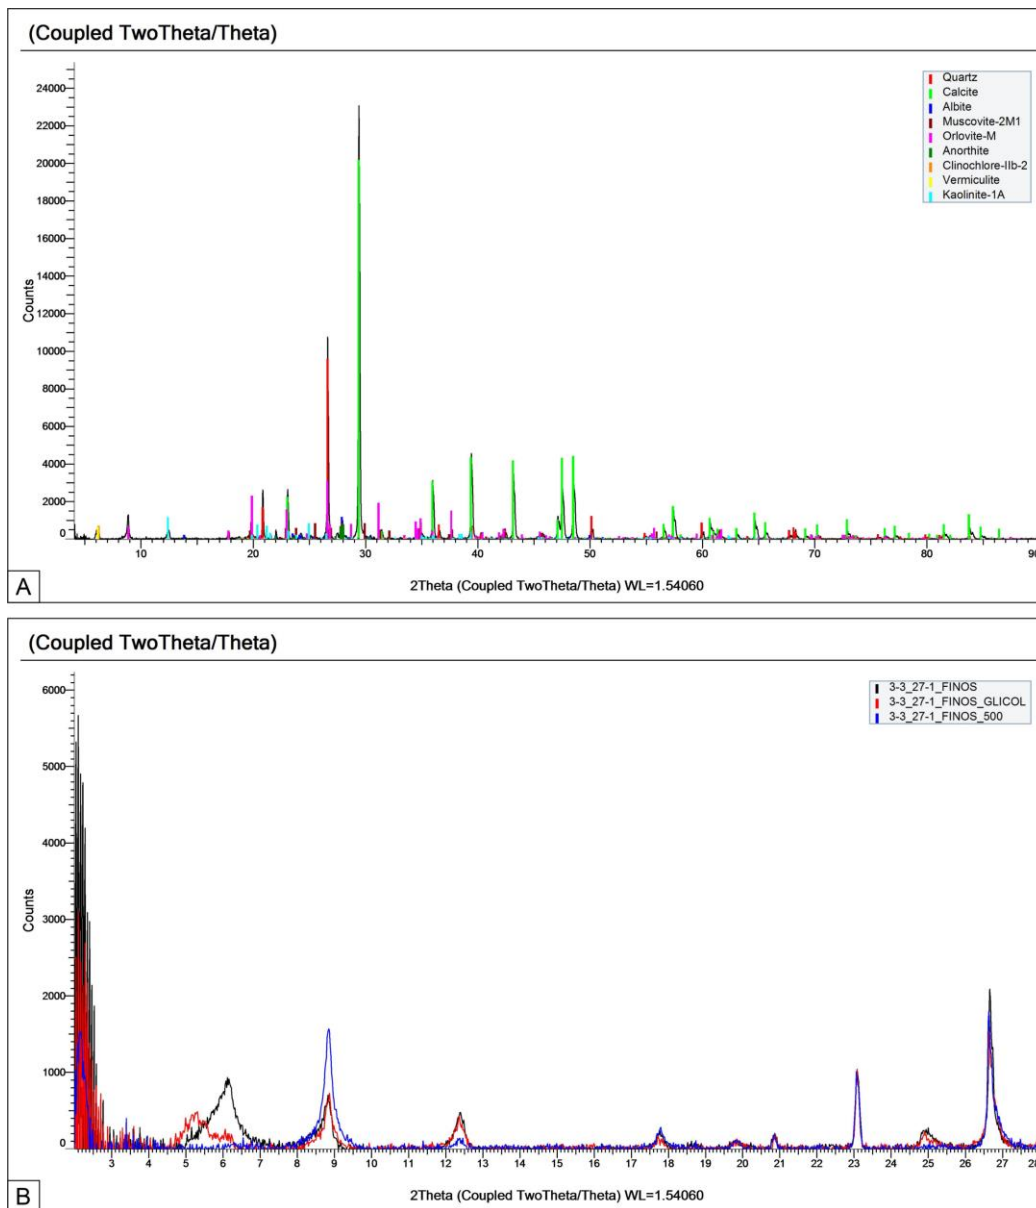 (Coupled TwoTheta/Theta)
Quartz
Calcite
Albite
Muscovite-2M1
Orlovite-M
Anorthite
Clinochlore-IIb-2
Vermiculite
Kaolinite-1A
24000
22000
20000
18000
16000
14000
12000
10000
8000
6000
4000
2000
0
Counts
10 20 30 40 50 60 70 80 90
2Theta (Coupled TwoTheta/Theta) WL=1.54060
A
(Coupled TwoTheta/Theta)
3-3_27-1_FINOS
3-3_27-1_FINOS_GLICOL
3-3_27-1_FINOS_500
6000
5000
4000
3000
2000
1000
0
Counts
3 4 5 6 7 8 9 10 11 12 13 14 15 16 17 18 19 20 21 22 23 24 25 26 27 28
2Theta (Coupled TwoTheta/Theta) WL=1.54060
B